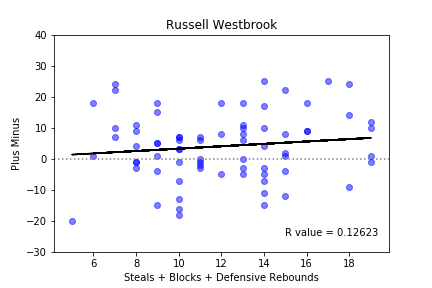 Russell Westbrook
Plus Minus
40
30
20
10
0
−10
−20
−30
R value = 0.12623
6 8 10 12 14 16 18
Steals + Blocks + Defensive Rebounds